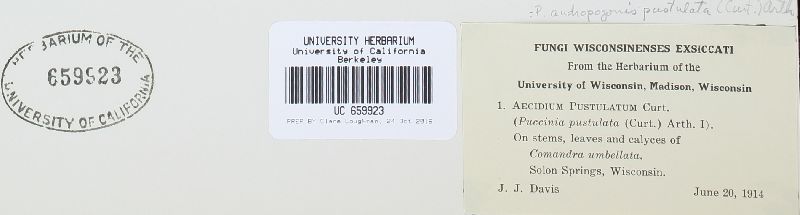 =P. andropogonis pustulata (Curt.) Arth
HERBARIUM OF THE
659923
UNIVERSITY OF CALIFORNIA
UNIVERSITY HERBARIUM
University of California
Berkeley
UC 659923
PREP BY Clara Loughran, 24 Oct 2016
FUNGI WISCONSINENSES EXSICCATI
From the Herbarium of the
University of Wisconsin, Madison, Wisconsin
1. AECIDIUM PUSTULATUM Curt.
(Puccinia pustulata (Curt.) Arth. I).
On stems, leaves and calyces of
Comandra umbellata.
Solon Springs, Wisconsin.
J. J. Davis June 20, 1914